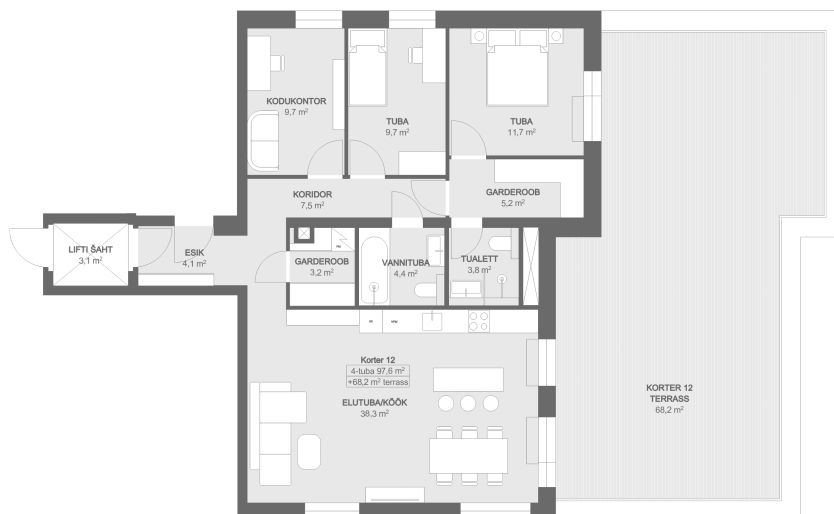 KODUKONTOR
9,7 m²
TUBA
9,7 m²
TUBA
11.7 m²
KORIDOR
7,5 m²
GARDEROOB
5,2 m²
LIFTI ŠAHT
3,1 m²
ESIK
4,1 m²
GARDEROOB
3,2 m²
VANNITUBA
4,4 m²
TUALETT
3,8 m²
Korter 12
4-tuba 97,6 m²
+68,2 m² terrass
ELUTUBA/KÖÖK
38.3 m²
KORTER 12
TERRASS
68,2 m²